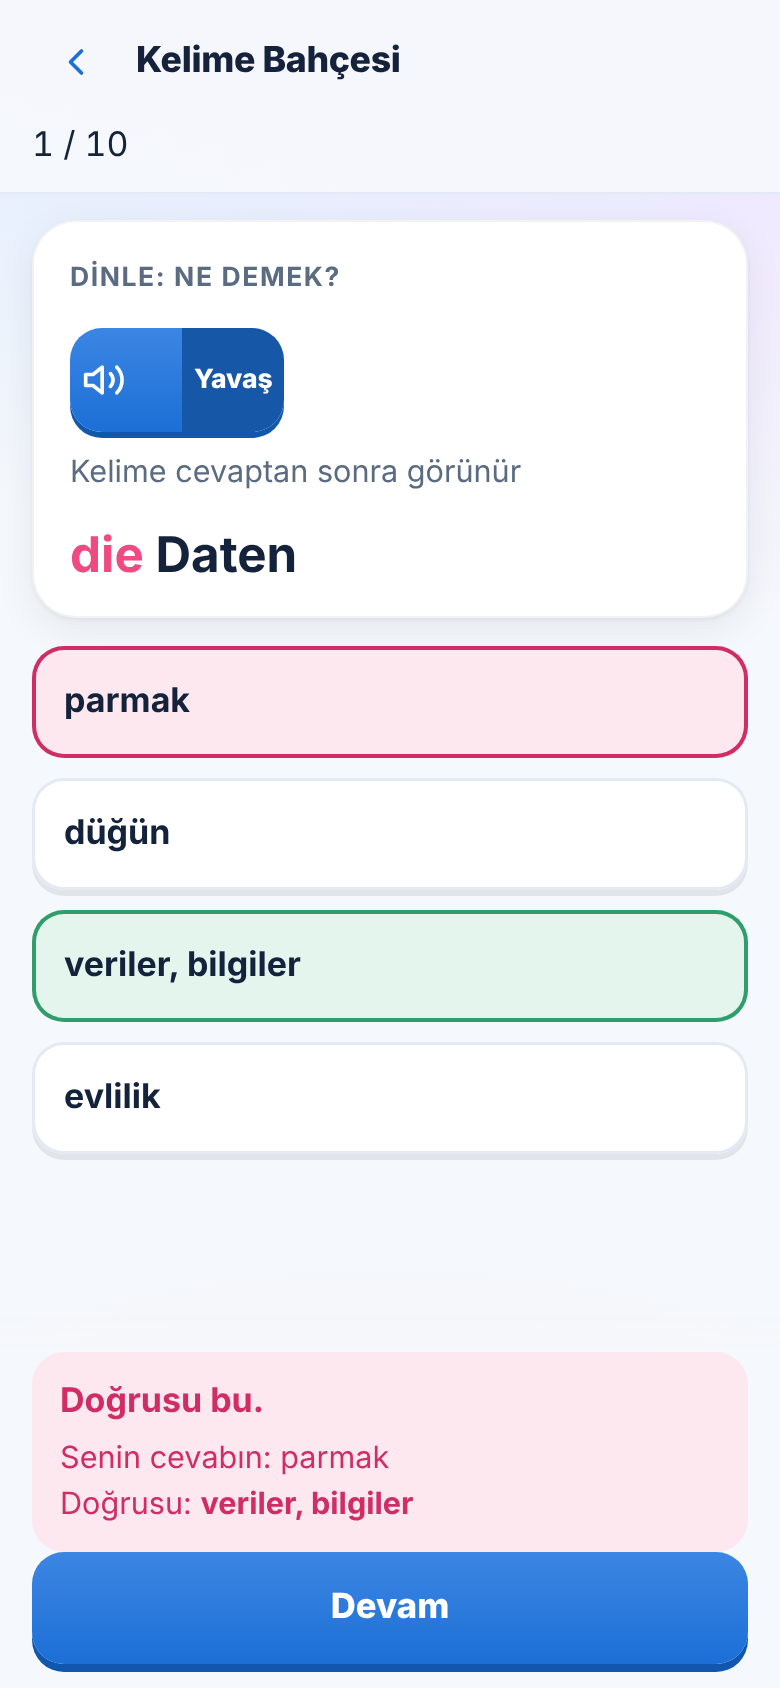 Kelime Bahçesi
1 / 10
DİNLE: NE DEMEK?
Yavaş
Kelime cevaptan sonra görünür
die Daten
parmak
düğün
veriler, bilgiler
evlilik
Doğrusu bu.
Senin cevabın: parmak
Doğrusu: veriler, bilgiler
Devam